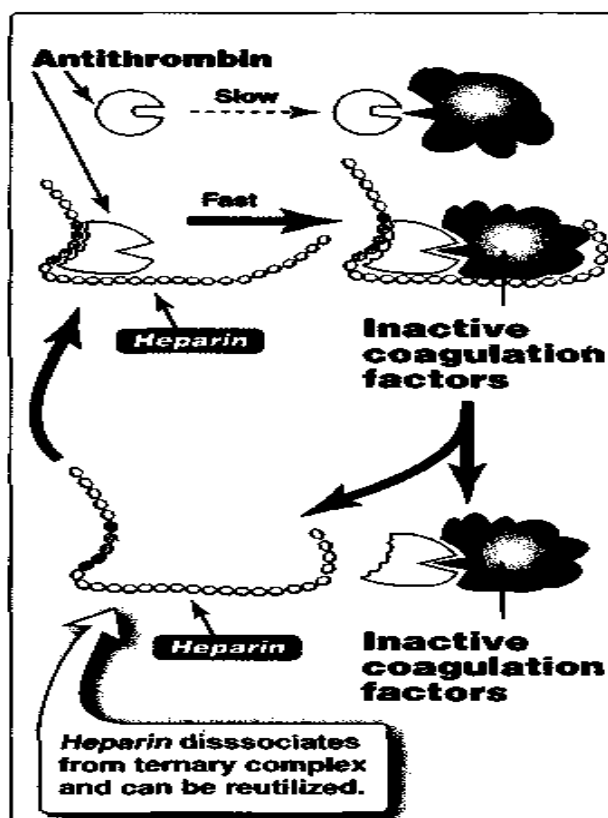 Antithrombin
Slow
Fast
Heparin
Inactive
coagulation
factors
Heparin
Inactive
coagulation
factors
Heparin disssociates
from ternary complex
and can be reutilized.